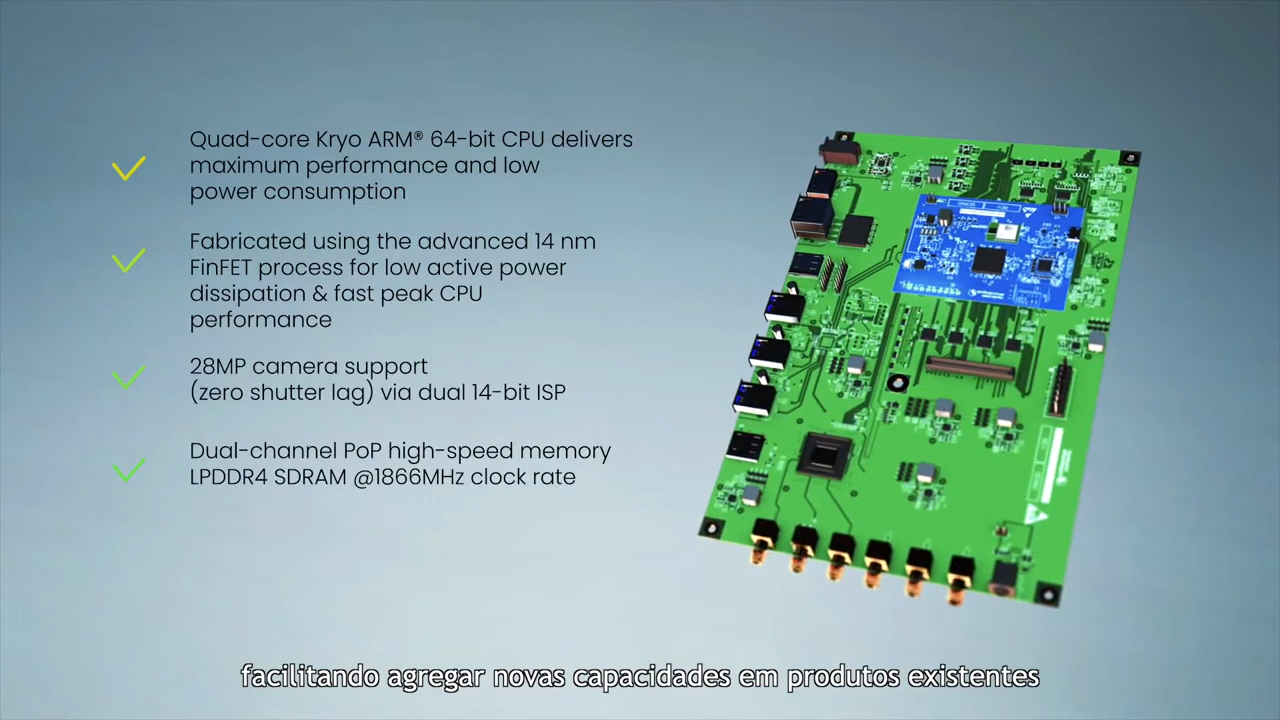 Quad-core Kryo ARM® 64-bit CPU delivers
maximum performance and low
power consumption
Fabricated using the advanced 14 nm
FinFET process for low active power
dissipation & fast peak CPU
performance
28MP camera support
(zero shutter lag) via dual 14-bit ISP
Dual-channel PoP high-speed memory
LPDDR4 SDRAM @1866MHz clock rate
facilitando agregar novas capacidades em produtos existentes